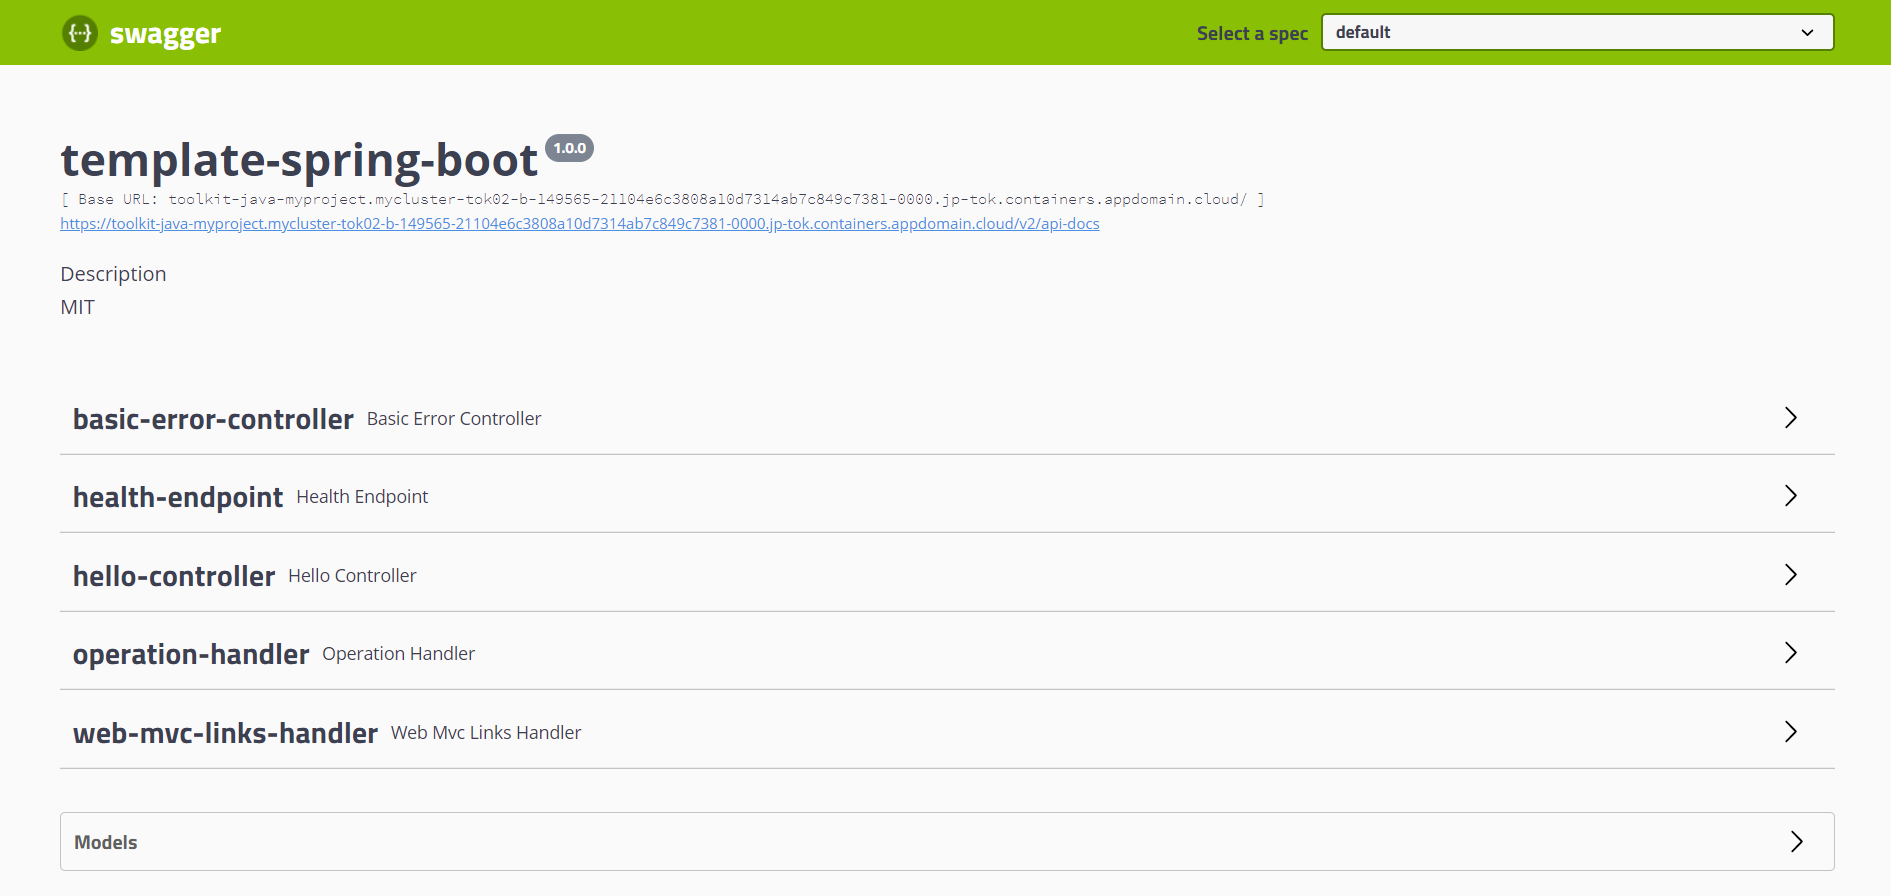 swagger
Select a spec default
template-spring-boot 1.0.0
[ Base URL: toolkit-java-myproject.mycluster-tok02-b-149565-21104e6c3808a10d7314ab7c849c7381-0000.jp-tok.containers.appdomain.cloud/ ]
https://toolkit-java-myproject.mycluster-tok02-b-149565-21104e6c3808a10d7314ab7c849c7381-0000.jp-tok.containers.appdomain.cloud/v2/api-docs
Description
MIT
basic-error-controller Basic Error Controller
health-endpoint Health Endpoint
hello-controller Hello Controller
operation-handler Operation Handler
web-mvc-links-handler Web Mvc Links Handler
Models